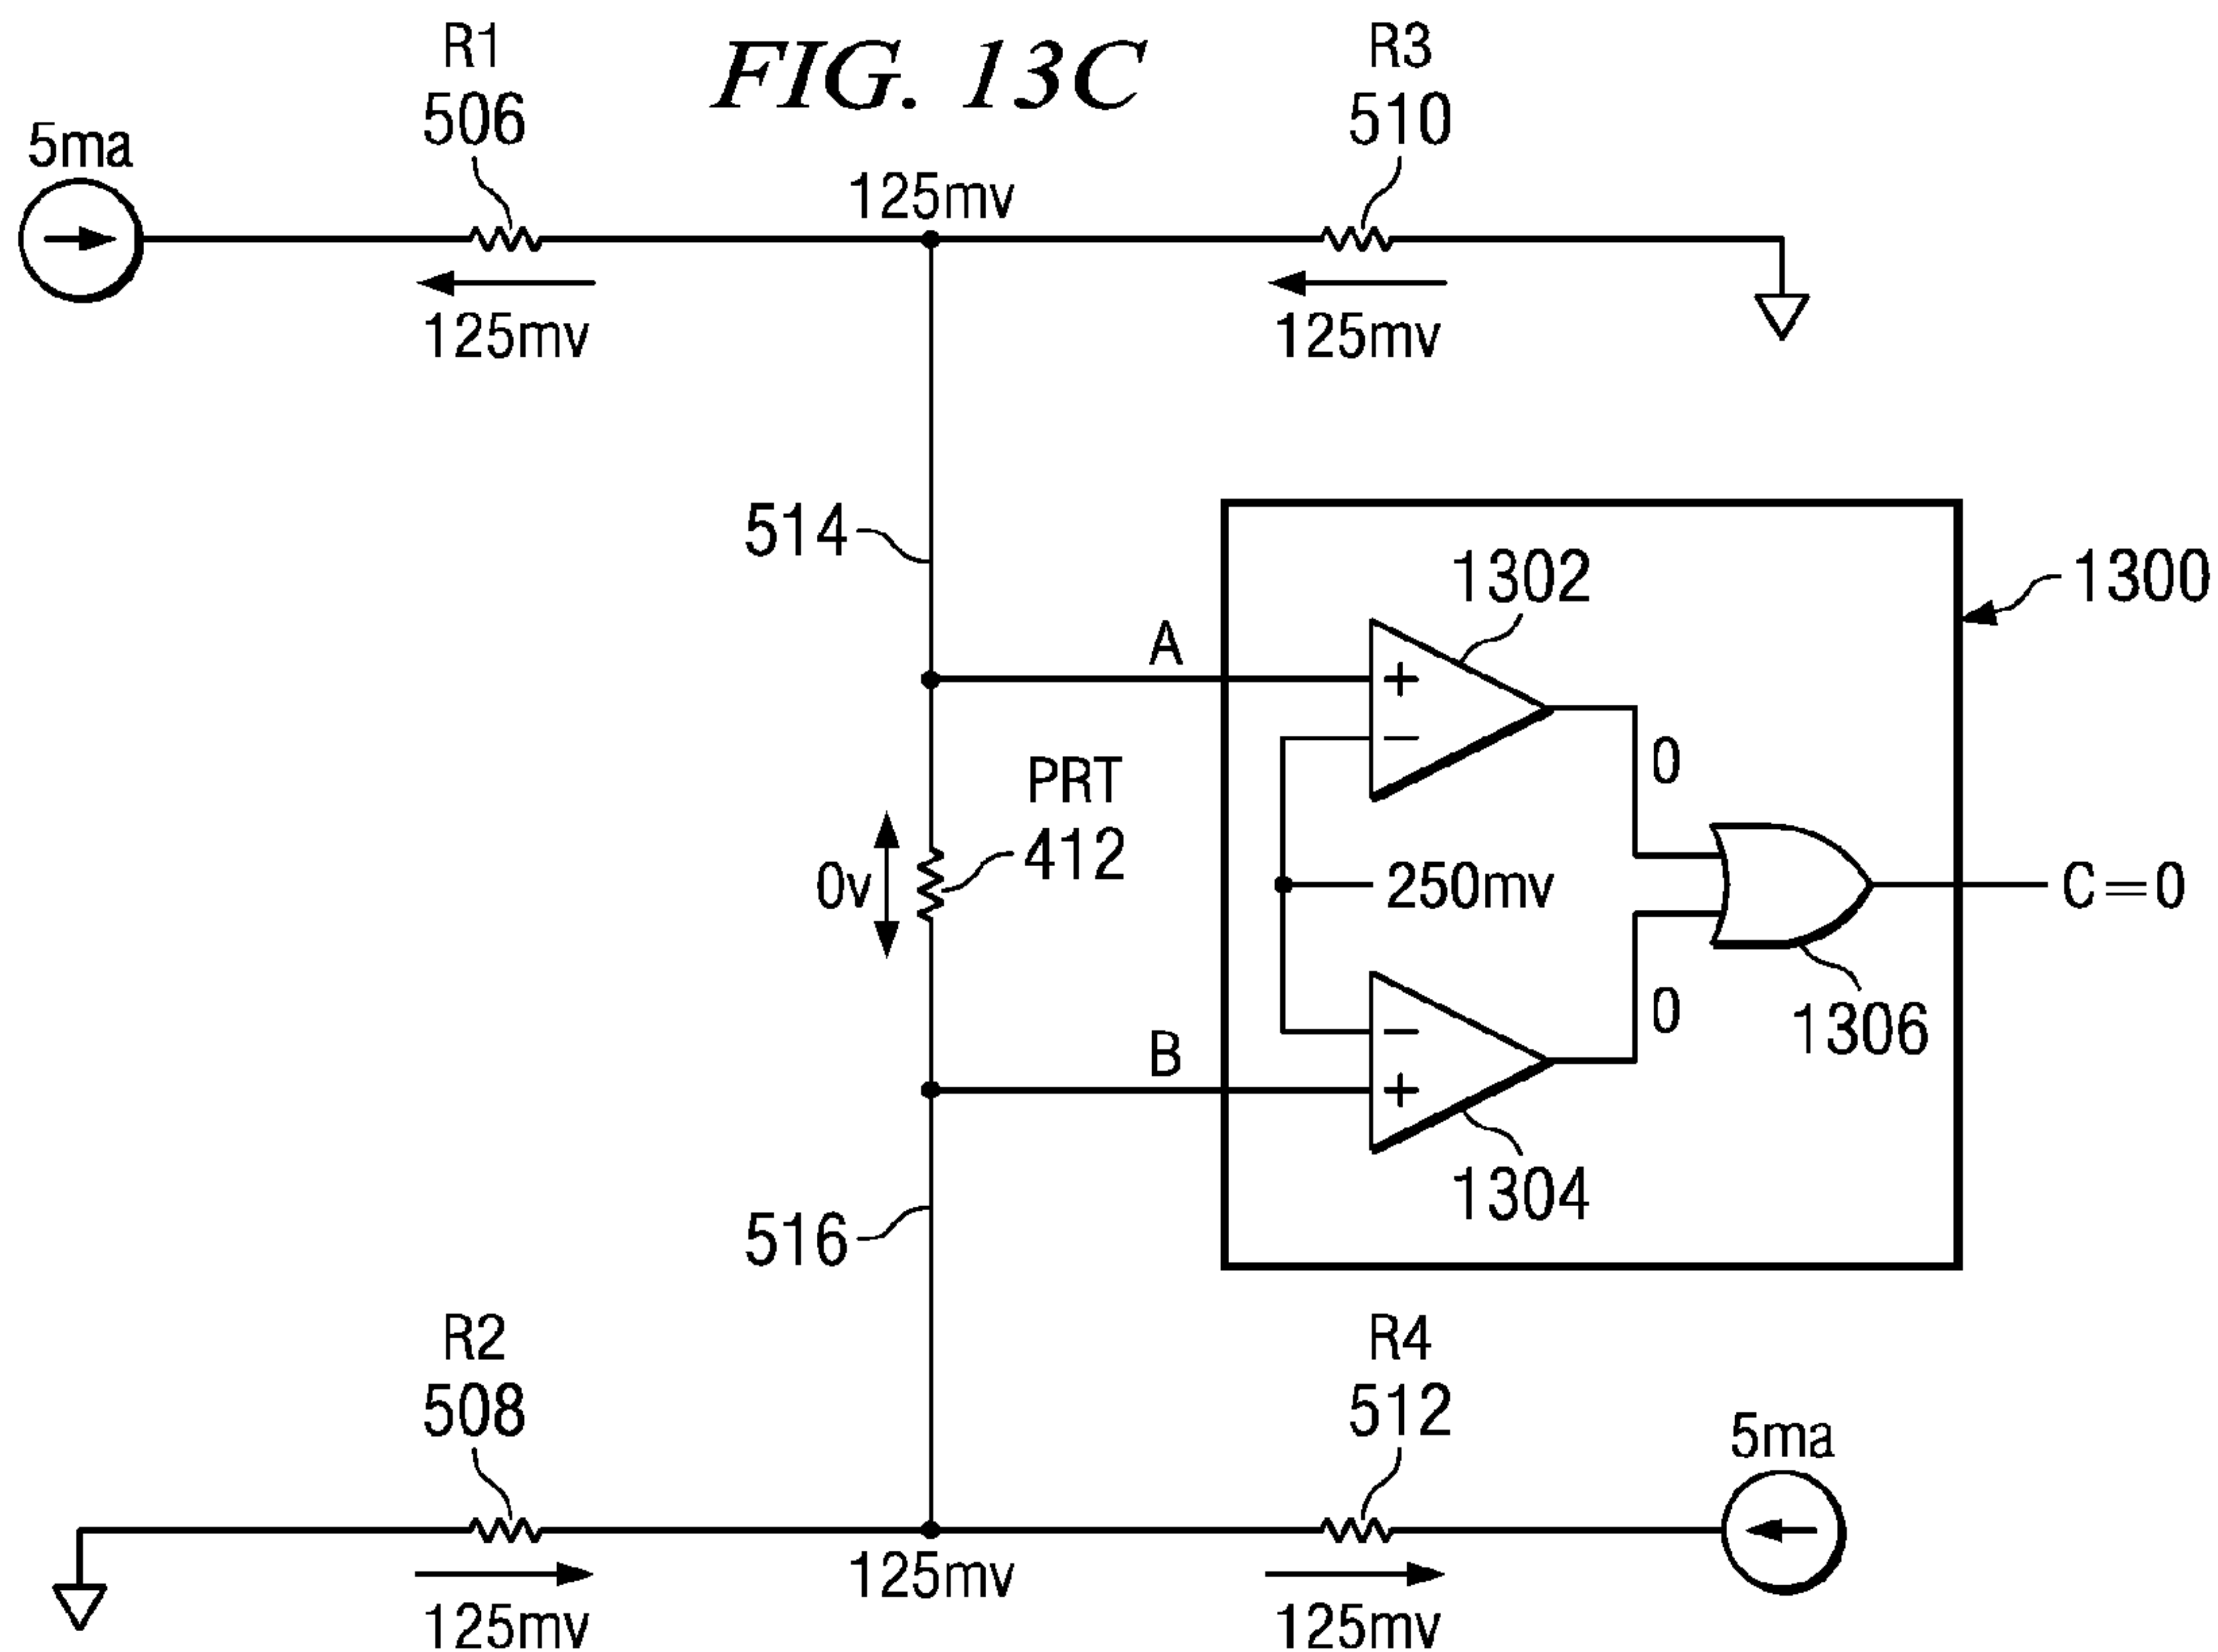 FIG. 13C
R1
506
R3
510
5ma
125mv
125mv
125mv
514
1302
1300
A
+
−
0
PRT
412
0v
250mv
C=0
−
+
0
1306
B
1304
516
R2
508
R4
512
5ma
125mv
125mv
125mv